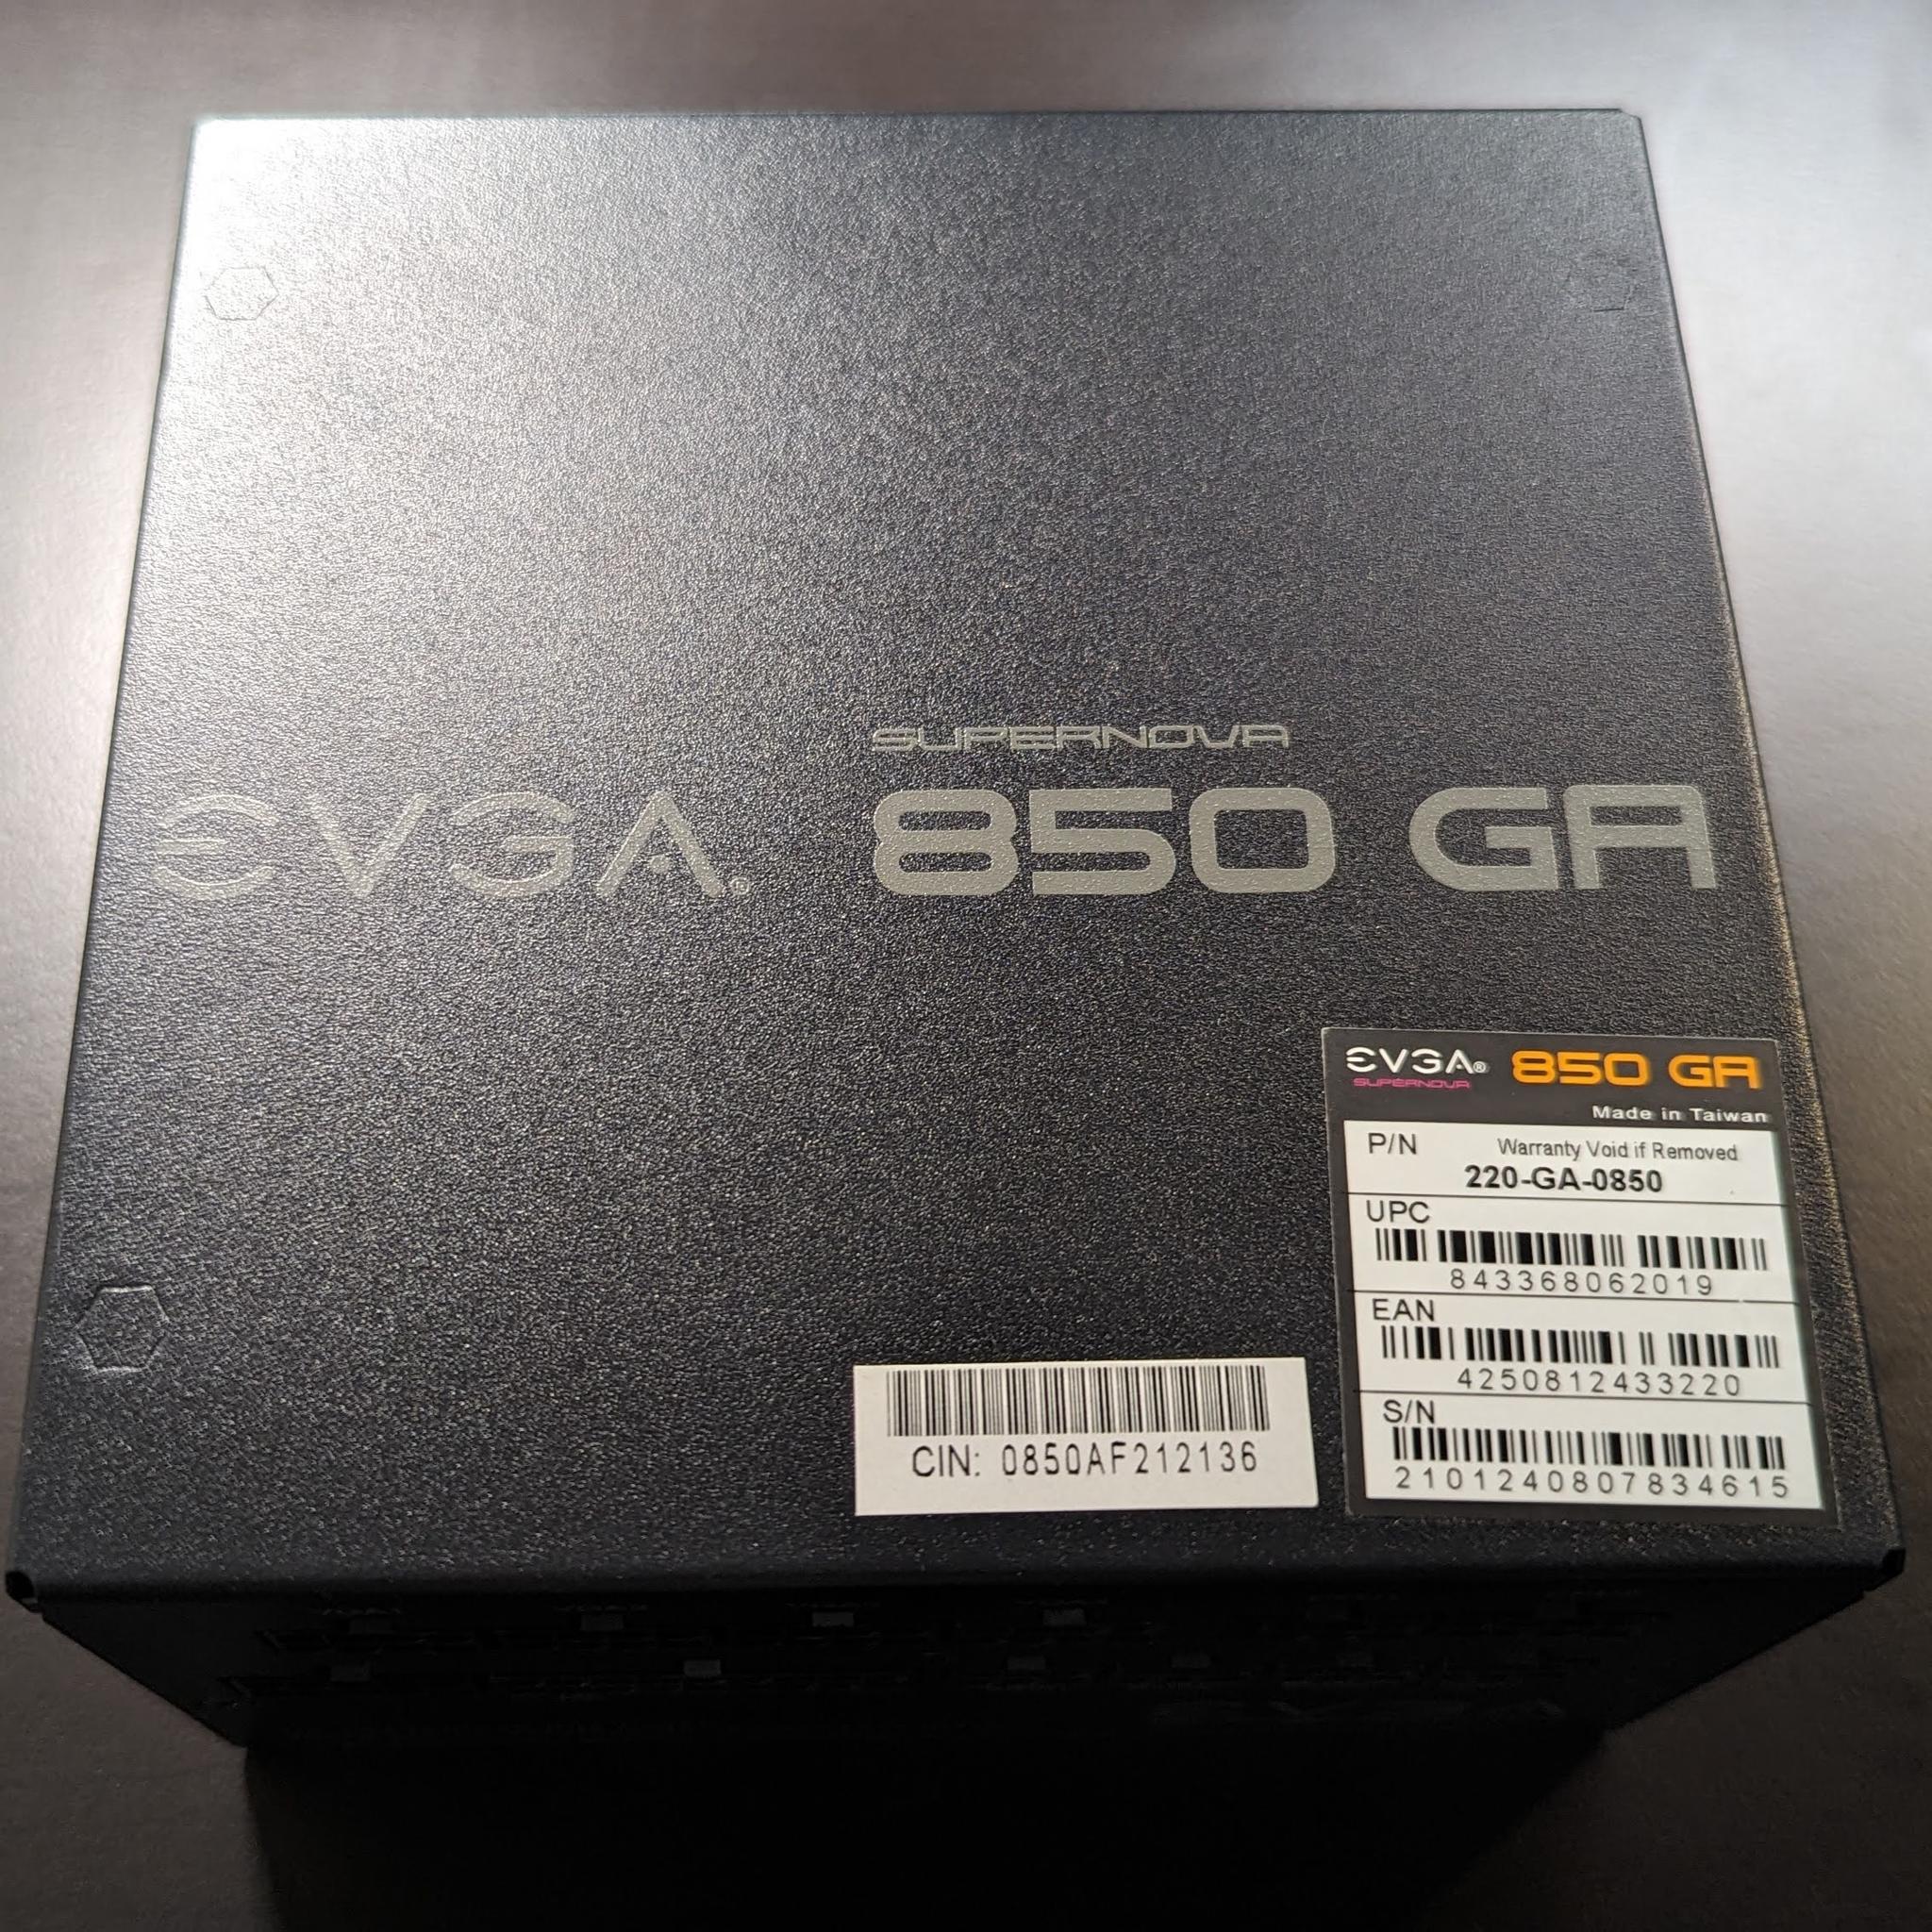 SUPERNOVA
EVGA® 850 GA
EVGA® 850 GA
SUPERNOVA
Made in Taiwan
P/N Warranty Void if Removed
220-GA-0850
UPC
843368062019
EAN
4250812433220
S/N
2101240807834615
CIN: 0850AF212136